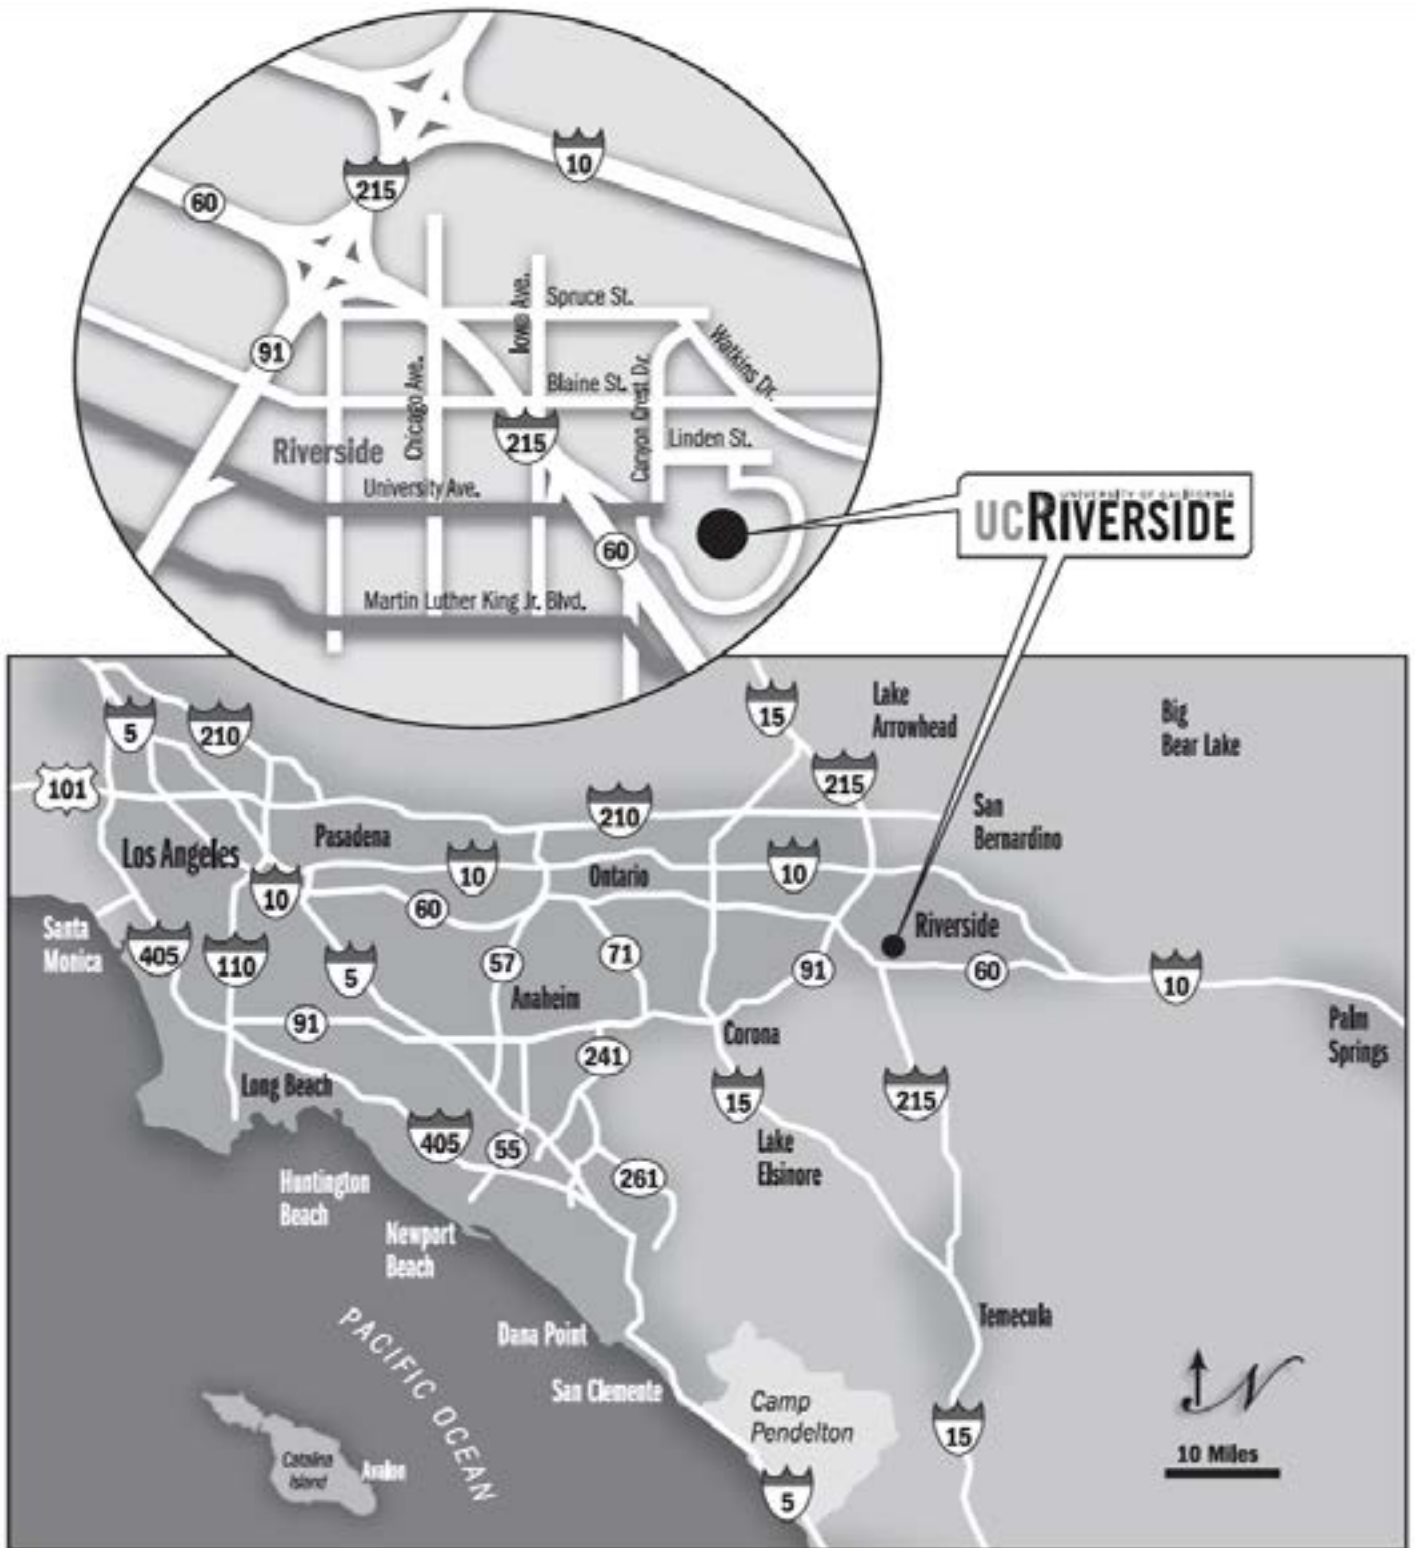 10
215
60
Iowa Ave.
Spruce St.
Watkins Dr.
91
Chicago Ave.
Blaine St.
Canyon Crest Dr.
215
Linden St.
Riverside
University Ave.
UNIVERSITY OF CALIFORNIA
UCRIVERSIDE
60
Martin Luther King Jr. Blvd.
5
210
15
Lake
Arrowhead
Big
Bear Lake
101
215
210
San
Bernardino
Pasadena
Los Angeles
10
10
10
Ontario
60
Riverside
Santa
Monica
405
110
5
57
71
91
60
10
Anaheim
91
Corona
Palm
Springs
241
Long Beach
15
215
405
55
Lake
Elsinore
261
Huntington
Beach
Newport
Beach
Temecula
PACIFIC OCEAN
Dana Point
San Clemente
Camp
Pendelton
N
15
10 Miles
Catalina
Island
Avalon
5